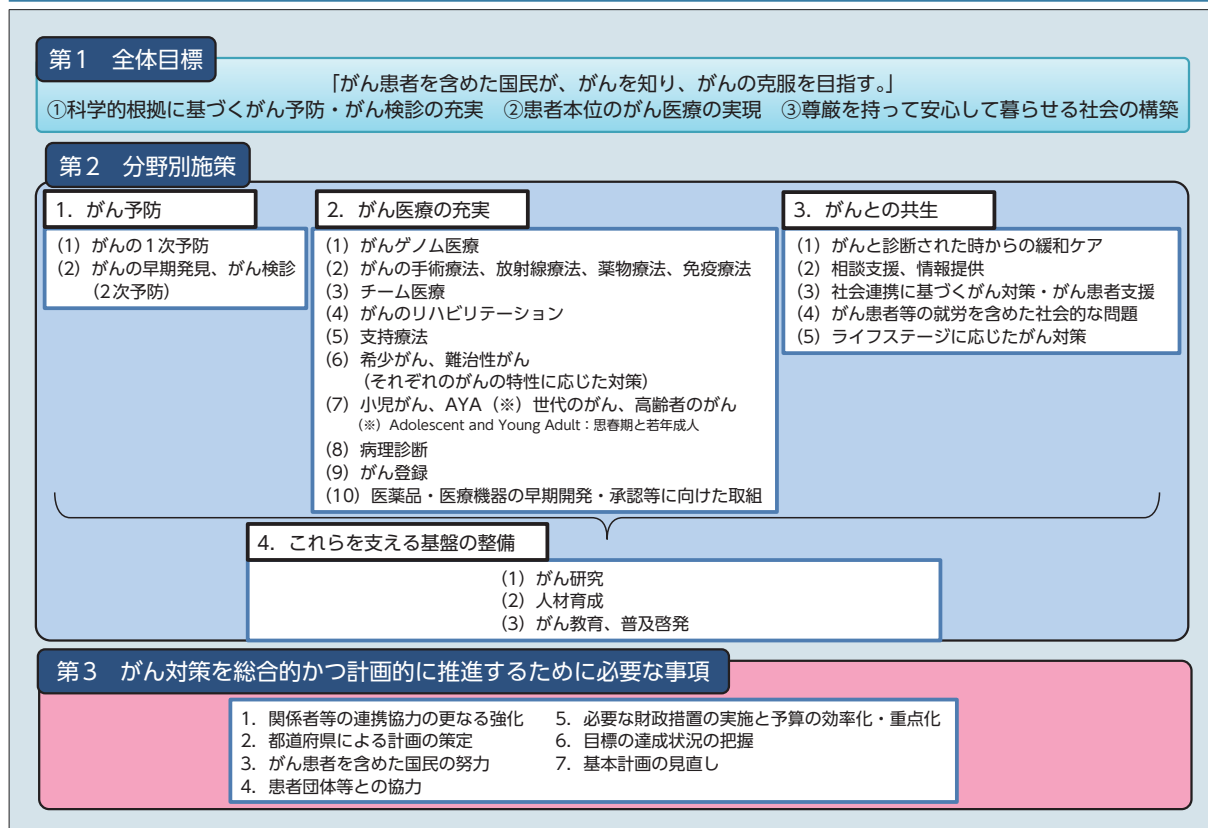 第1　全体目標
「がん患者を含めた国民が、がんを知り、がんの克服を目指す。」
①科学的根拠に基づくがん予防・がん検診の充実　②患者本位のがん医療の実現　③尊厳を持って安心して暮らせる社会の構築
第2　分野別施策
1．がん予防
（1）がんの1次予防
（2）がんの早期発見、がん検診
（2次予防）
2．がん医療の充実
（1）がんゲノム医療
（2）がんの手術療法、放射線療法、薬物療法、免疫療法
（3）チーム医療
（4）がんのリハビリテーション
（5）支持療法
（6）希少がん、難治性がん
（それぞれのがんの特性に応じた対策）
（7）小児がん、AYA（※）世代のがん、高齢者のがん
（※）Adolescent and Young Adult：思春期と若年成人
（8）病理診断
（9）がん登録
（10）医薬品・医療機器の早期開発・承認等に向けた取組
3．がんとの共生
（1）がんと診断された時からの緩和ケア
（2）相談支援、情報提供
（3）社会連携に基づくがん対策・がん患者支援
（4）がん患者等の就労を含めた社会的な問題
（5）ライフステージに応じたがん対策
4．これらを支える基盤の整備
（1）がん研究
（2）人材育成
（3）がん教育、普及啓発
第3　がん対策を総合的かつ計画的に推進するために必要な事項
1．関係者等の連携協力の更なる強化
2．都道府県による計画の策定
3．がん患者を含めた国民の努力
4．患者団体等との協力
5．必要な財政措置の実施と予算の効率化・重点化
6．目標の達成状況の把握
7．基本計画の見直し